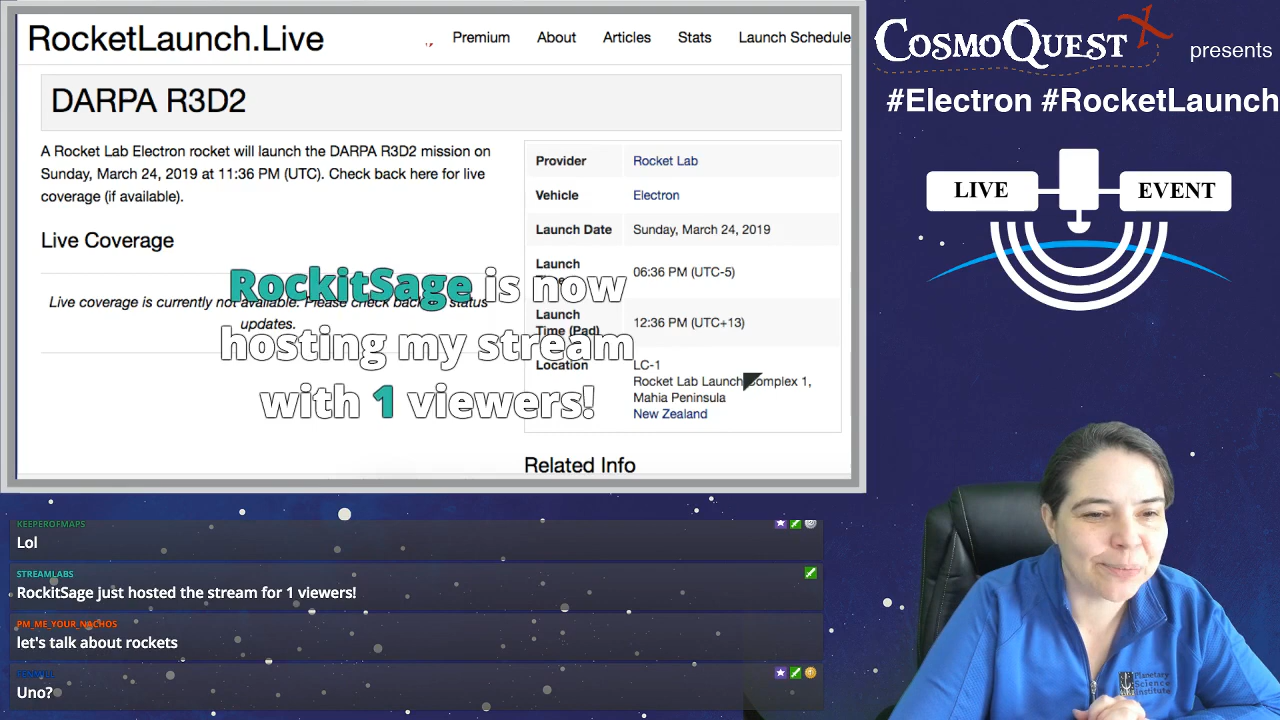 RocketLaunch.Live
Premium
About
Articles
Stats
Launch Schedule
DARPA R3D2
A Rocket Lab Electron rocket will launch the DARPA R3D2 mission on
Sunday, March 24, 2019 at 11:36 PM (UTC). Check back here for live
coverage (if available).
Live Coverage
Live coverage is currently not available. Please check back for status
updates.
RockitSage is now
hosting my stream
with 1 viewers!
Provider Rocket Lab
Vehicle Electron
Launch Date Sunday, March 24, 2019
Launch
06:36 PM (UTC-5)
Launch
Time (Pad)
12:36 PM (UTC+13)
Location LC-1
Rocket Lab Launch Complex 1,
Mahia Peninsula
New Zealand
Related Info
COSMOQUEST X presents
#Electron #RocketLaunch
LIVE EVENT
KEEPEROFMAPS
Lol
STREAMLABS
RockitSage just hosted the stream for 1 viewers!
PM_ME_YOUR_NACHOS
let's talk about rockets
Uno?
Planetary
Science
Institute